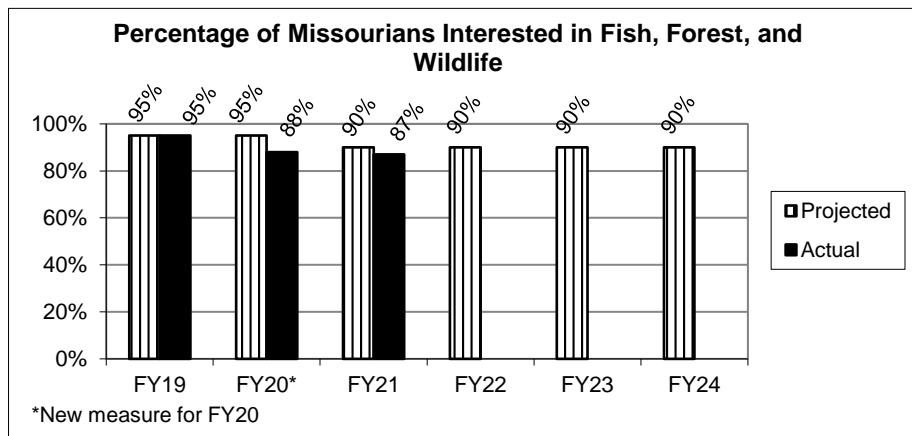 Percentage of Missourians Interested in Fish, Forest, and
Wildlife
95%
95%
95%
88%
90%
87%
90%
90%
90%
100%
80%
60%
40%
20%
0%
FY19
FY20*
FY21
FY22
FY23
FY24
Projected
Actual
*New measure for FY20